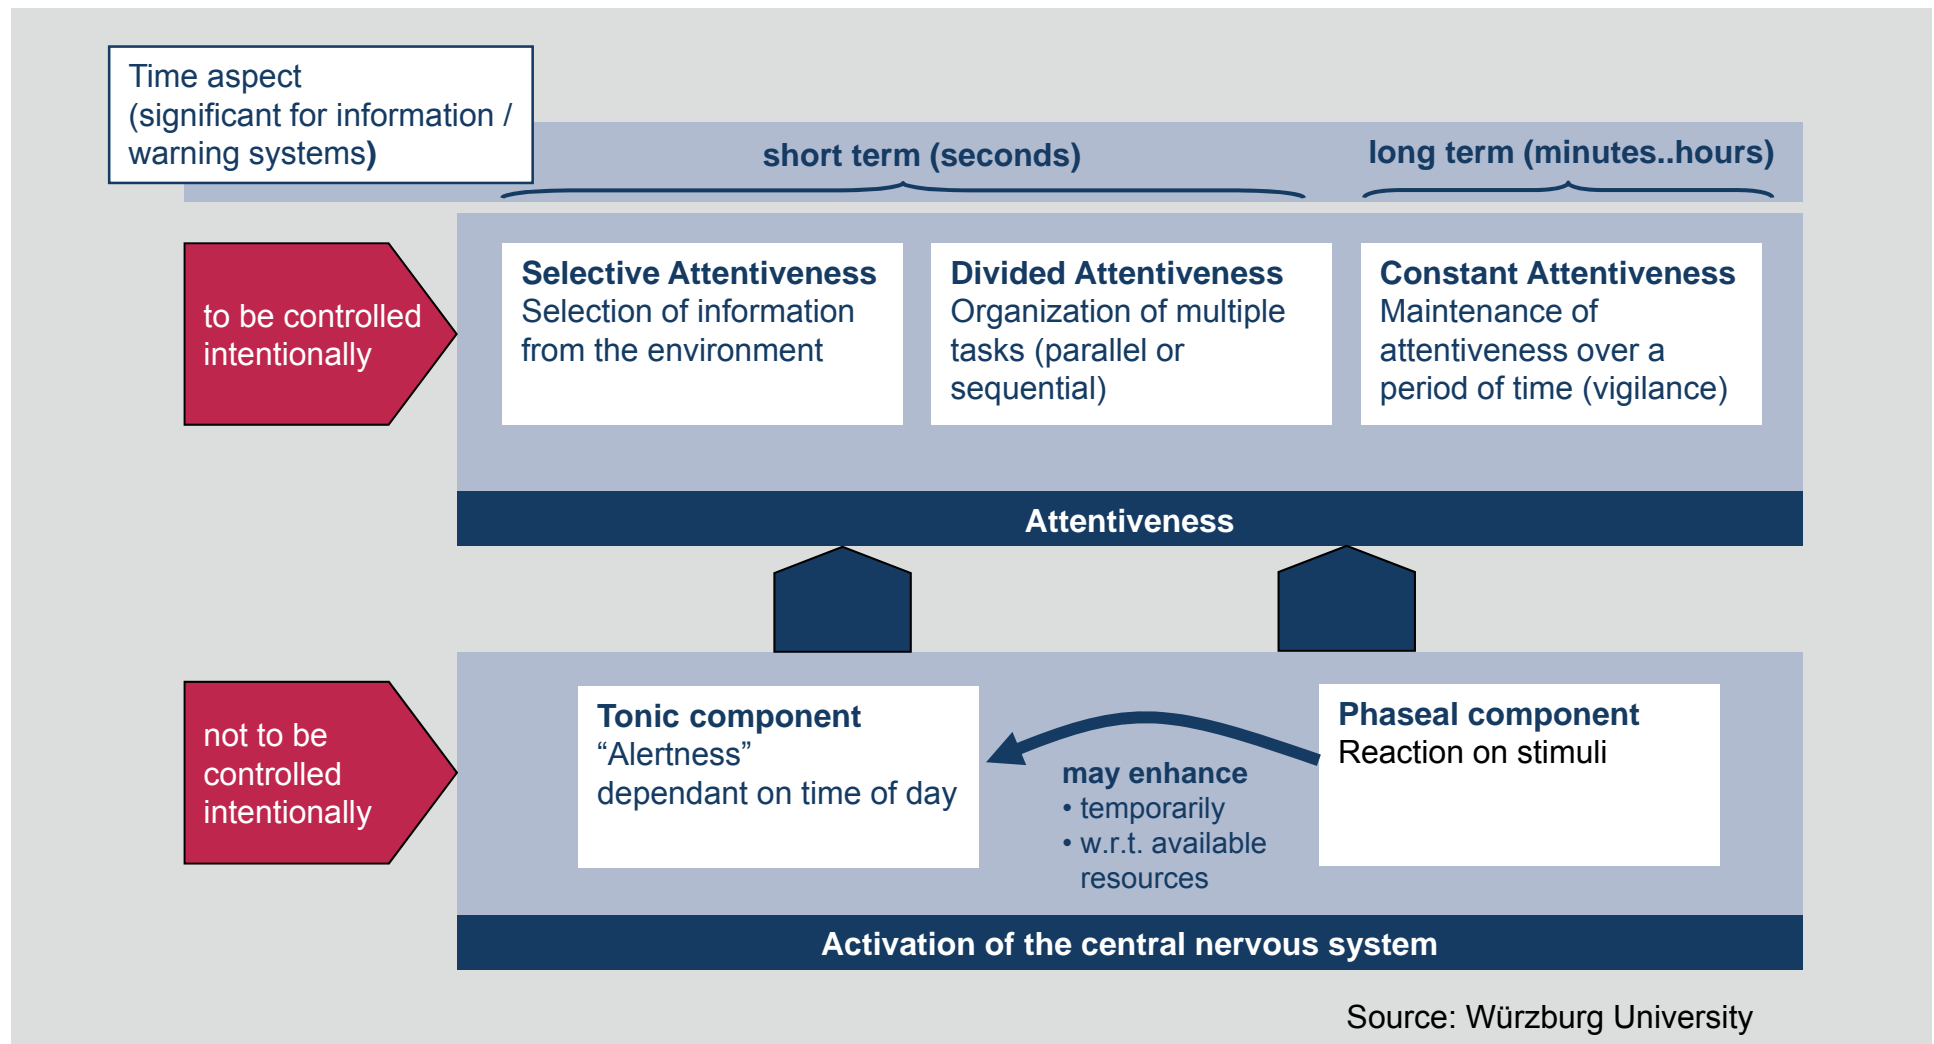 Time aspect
(significant for information /
warning systems)
short term (seconds)
long term (minutes..hours)
to be controlled
intentionally
Selective Attentiveness
Selection of information
from the environment
Divided Attentiveness
Organization of multiple
tasks (parallel or
sequential)
Constant Attentiveness
Maintenance of
attentiveness over a
period of time (vigilance)
Attentiveness
not to be
controlled
intentionally
Tonic component
“Alertness”
dependant on time of day
may enhance
• temporarily
• w.r.t. available
resources
Phaseal component
Reaction on stimuli
Activation of the central nervous system
Source: Würzburg University